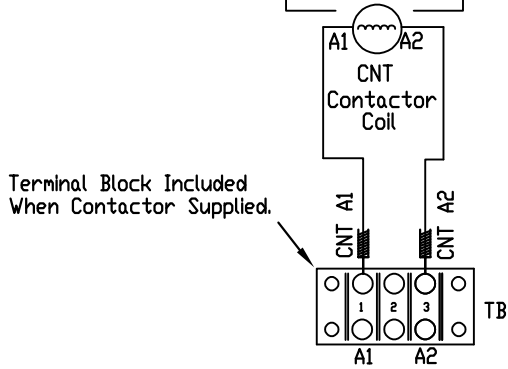 A1 A2
CNT
Contactor
Coil
Terminal Block Included
When Contactor Supplied.
CNT A1
CNT A2
1 2 3
TB
A1 A2